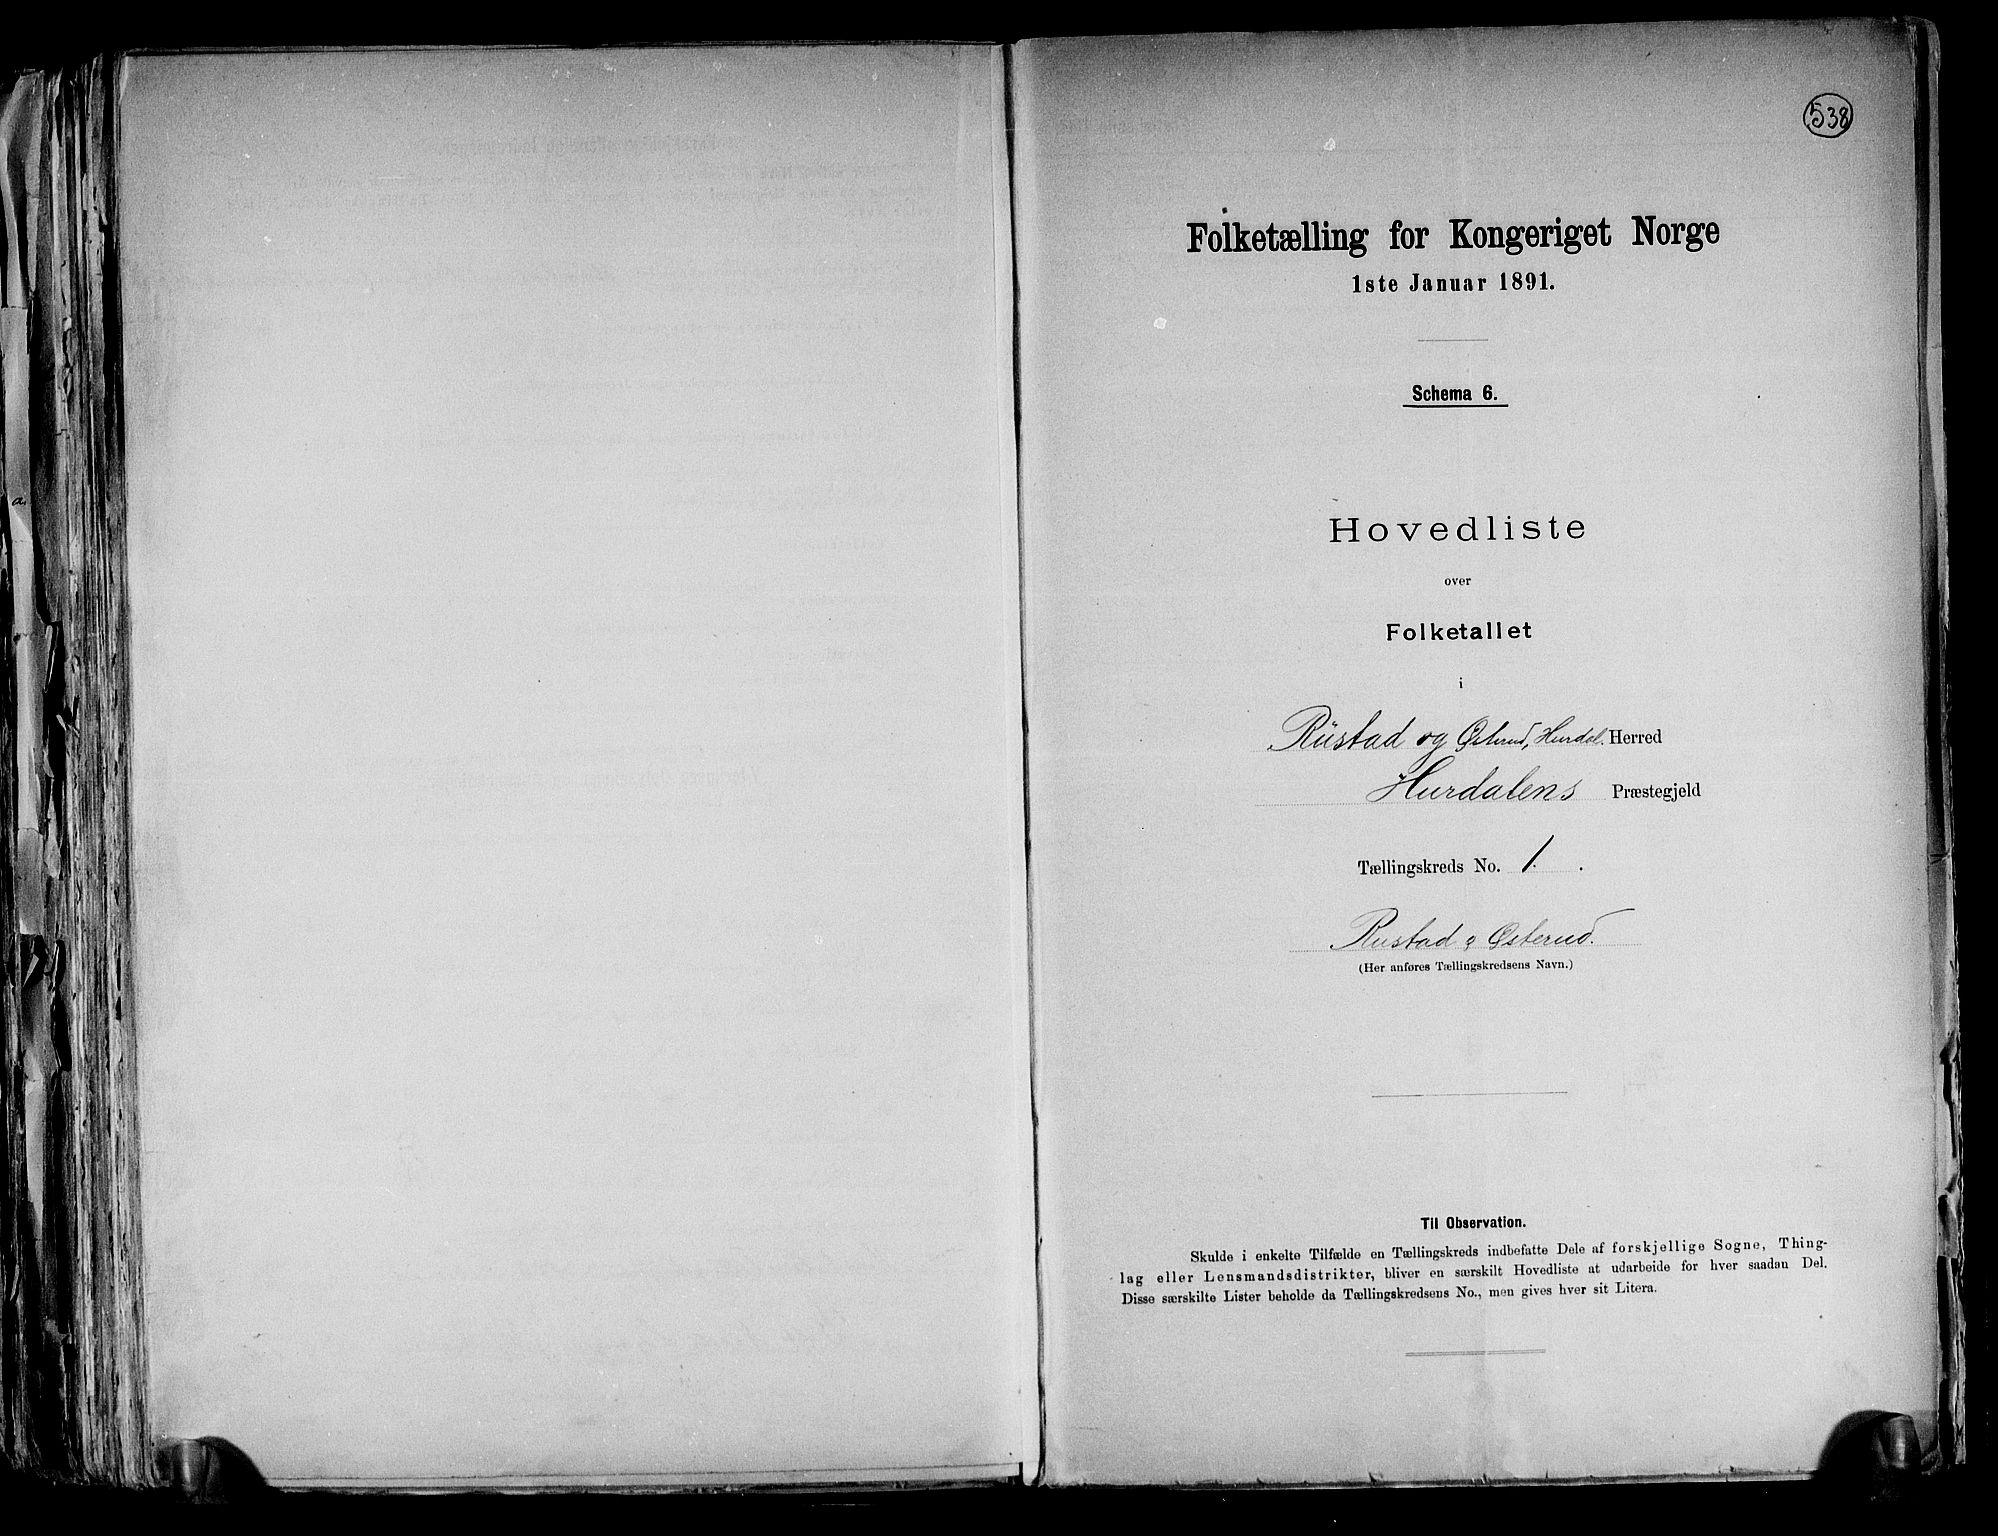 538
Folketælling for Kongeriget Norge
1ste Januar 1891.
Schema 6.
Hovedliste
over
Folketallet
i
Rüstad og Østerud, Hurdal. Herred
Hurdalens Præstegjeld
Tællingskreds No. 1.
Rustad og Østerud.
(Her anføres Tællingskredsens Navn.)
Til Observation.
Skulde i enkelte Tilfælde en Tællingskreds indbefatte Dele af forskjellige Sogne, Thing-
lag eller Lensmandsdistrikter, bliver en særskilt Hovedliste at udarbeide for hver saadan Del.
Disse særskilte Lister beholde da Tællingskredsens No., men gives hver sit Litera.